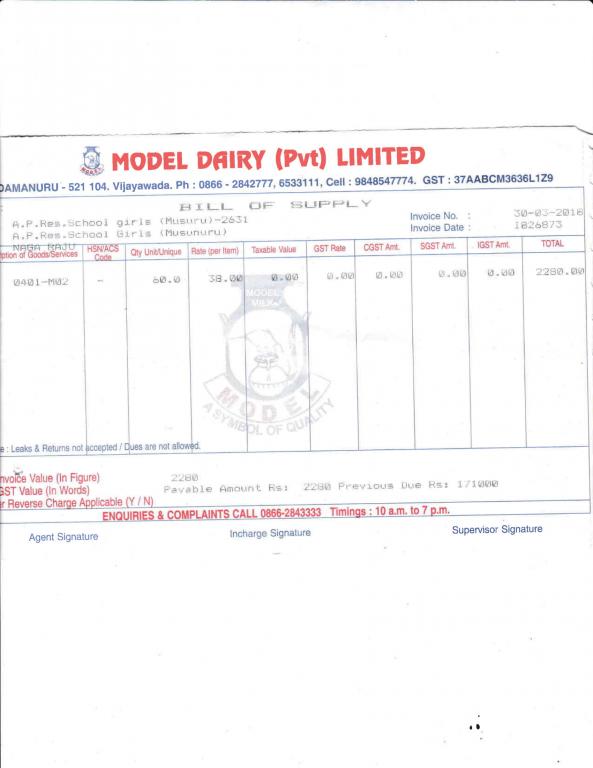 MODEL DAIRY (Pvt) LIMITED
DAMANURU - 521 104. Vijayawada. Ph : 0866 - 2842777, 6533111, Cell : 9848547774. GST : 37AABCM3636L1Z9
BILL OF SUPPLY
A.P.Res.School girls (Musuru)-2631
A.P.Res.School Girls (Musunuru)
NAGA RAJU
Invoice No. : 30-03-2018
Invoice Date : I826873
ption of Goods/Services HSN/ACS Code Qty Unit/Unique Rate (per Item) Taxable Value GST Rate CGST Amt. SGST Amt. IGST Amt. TOTAL
0401-M02 - 60.0 38.00 0.00 0.00 0.00 0.00 0.00 2280.00
MODEL MILK
MODEL
A SYMBOL OF QUALITY
e : Leaks & Returns not accepted / Dues are not allowed.
nvoice Value (In Figure) 2280
GST Value (In Words) Payable Amount Rs: 2280 Previous Due Rs: 171000
r Reverse Charge Applicable (Y / N)
ENQUIRIES & COMPLAINTS CALL 0866-2843333 Timings : 10 a.m. to 7 p.m.
Agent Signature Incharge Signature Supervisor Signature